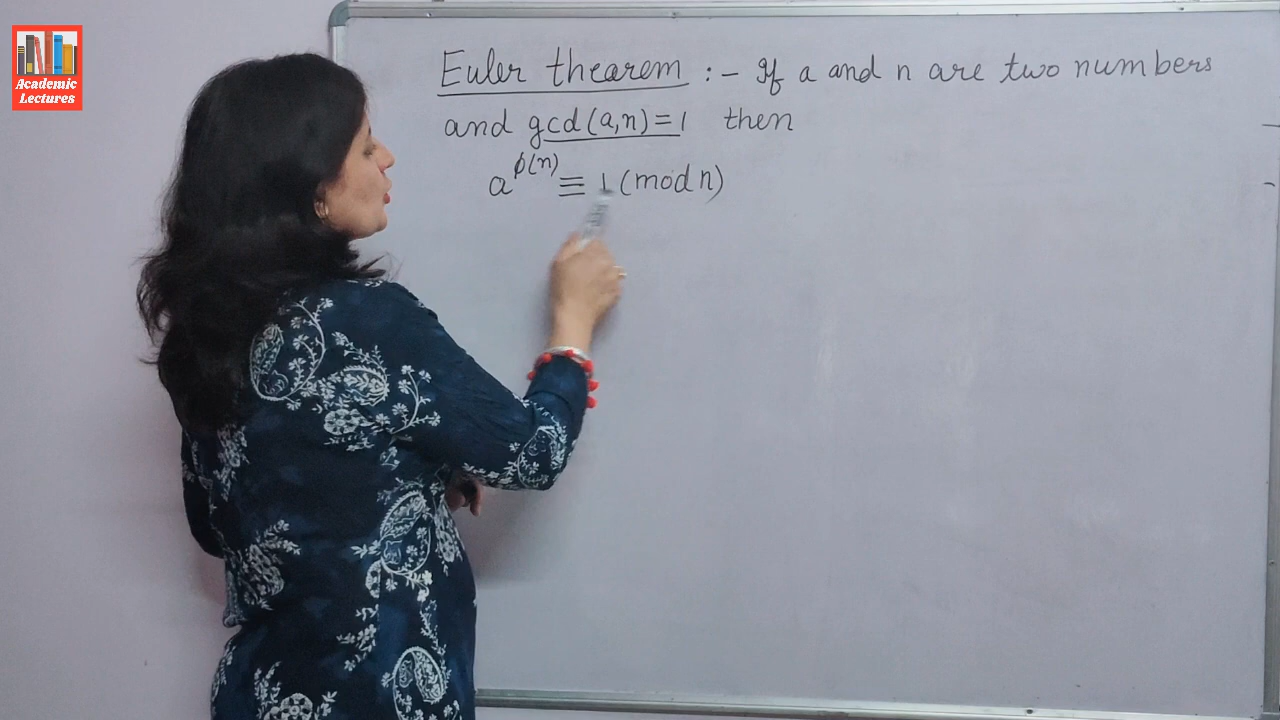 Academic
Lectures
Euler thearem :- If a and n are two numbers
and gcd(a,n)=1 then
a^ϕ(n) ≡ 1 (mod n)